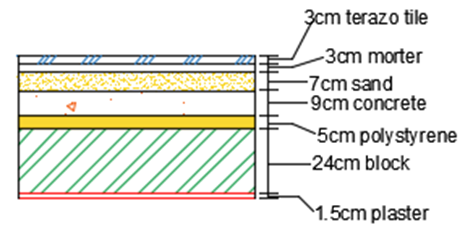 3cm terazo tile
3cm morter
7cm sand
9cm concrete
5cm polystyrene
24cm block
1.5cm plaster